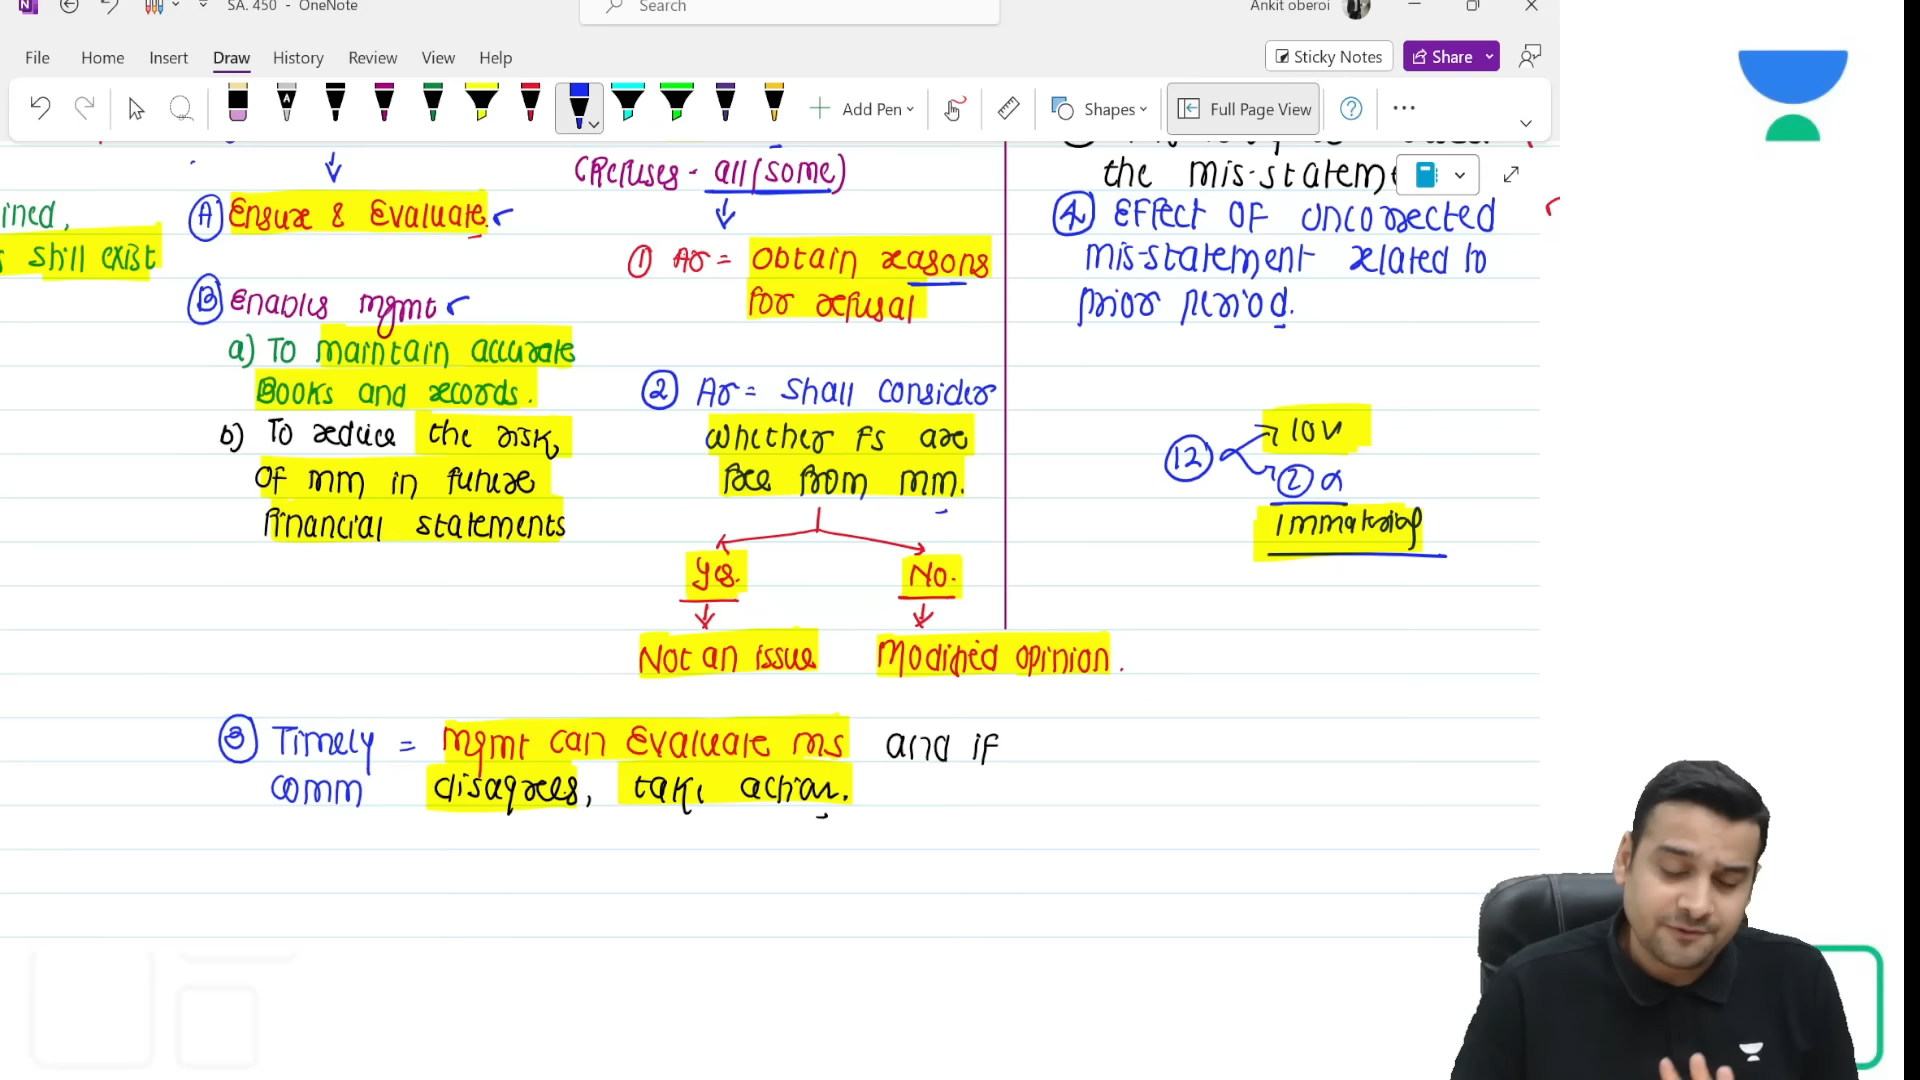 SA. 450 - OneNote
Search
Ankit oberoi
File Home Insert Draw History Review View Help
Sticky Notes
Share
Add Pen
Shapes
Full Page View
ined,
s still exist
(A) Ensure & Evaluate
(B) Enables mgmt
a) To maintain accurate
Books and records.
b) To reduce the risk
of mm in future
Financial statements
(Refuses - all/some)
① Ar = Obtain reasons
for refusal
② Ar = Shall consider
whether FS are
free from mm.
Yes.
No.
Not an issue
Modified opinion.
③ Timely = mgmt can Evaluate ms and if
comm disagrees, take action.
the mis-stateme
④ Effect of uncorrected
mis-statement related to
prior period.
12
10 ✓
② x
Immaterial